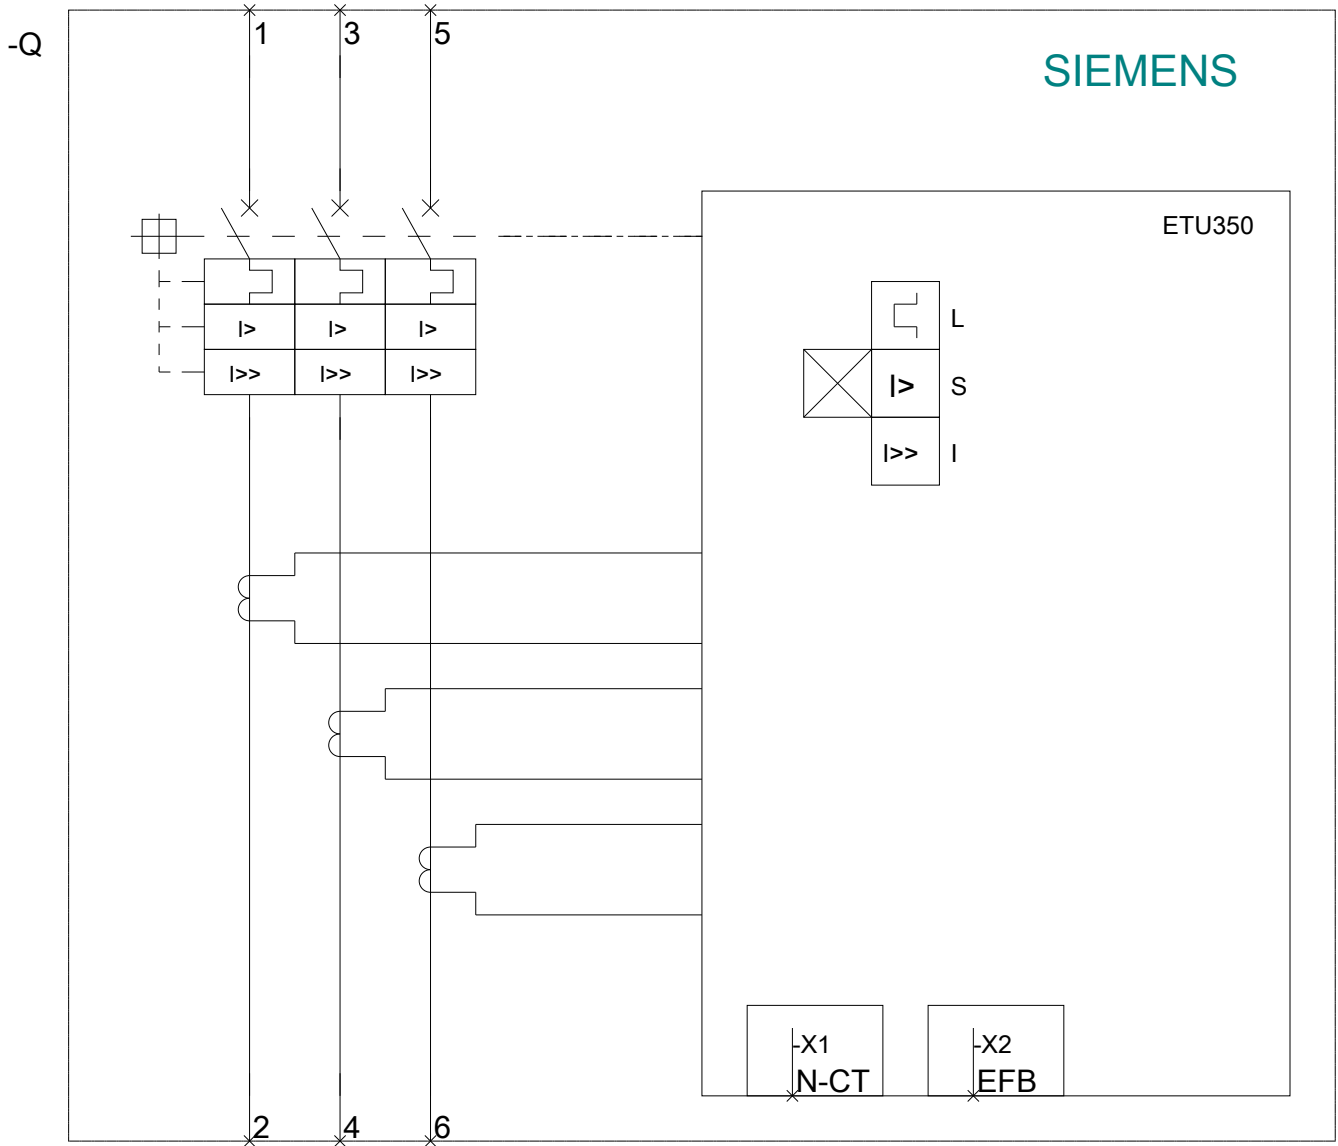 1 3 5
-Q
SIEMENS
ETU350
L
I> I> I>
I>> I>> I>>
I> S
I>> I
-X1
N-CT
-X2
EFB
2 4 6